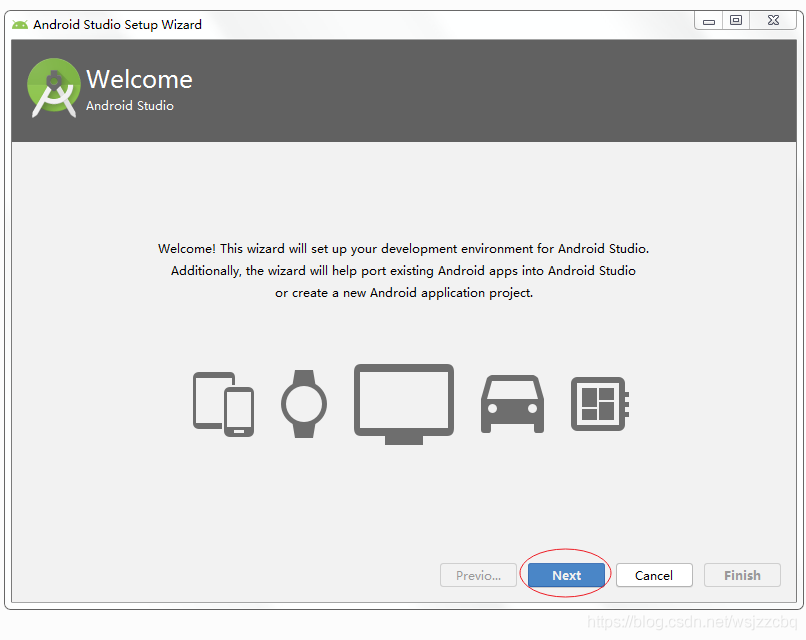 Android Studio Setup Wizard
Welcome
Android Studio
Welcome! This wizard will set up your development environment for Android Studio.
Additionally, the wizard will help port existing Android apps into Android Studio
or create a new Android application project.
Previo... Next Cancel Finish
https://blog.csdn.net/wsjzzcbq